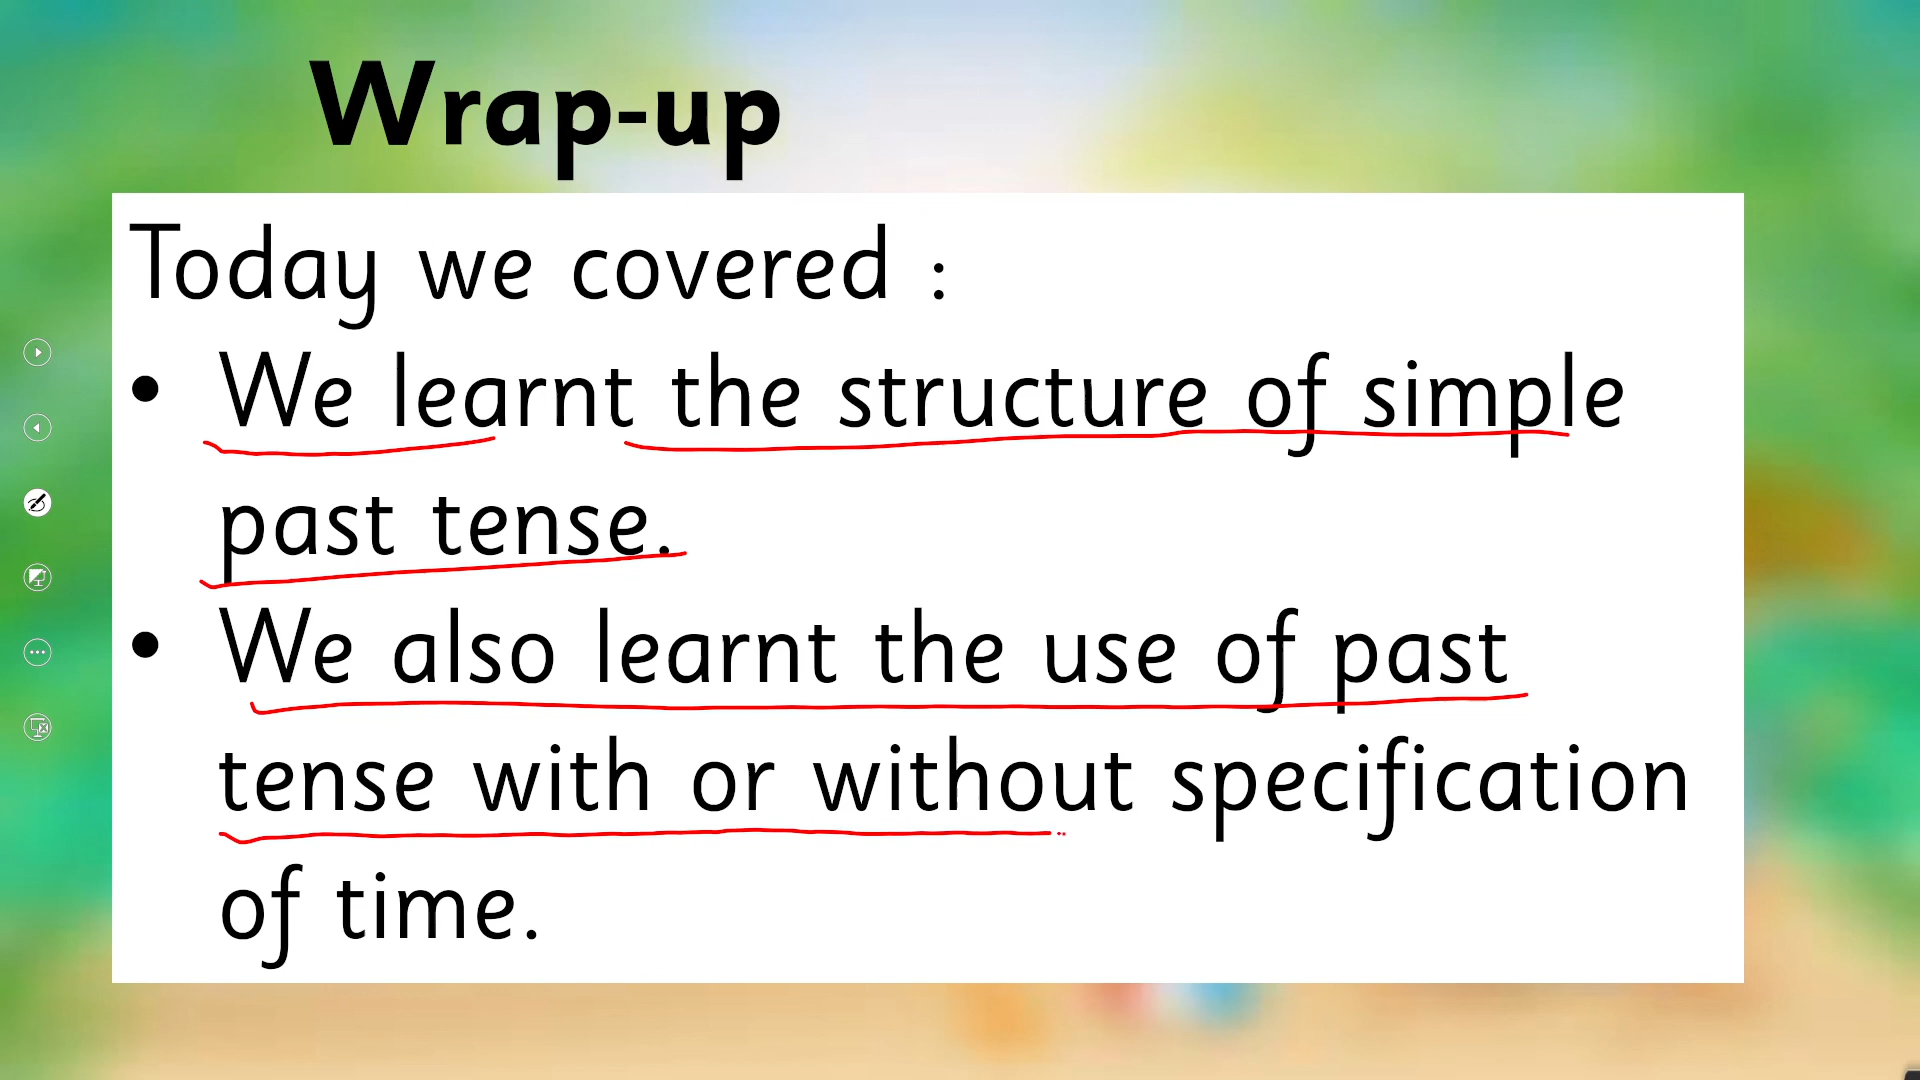 Wrap-up
Today we covered :
• We learnt the structure of simple
past tense.
• We also learnt the use of past
tense with or without specification
of time.